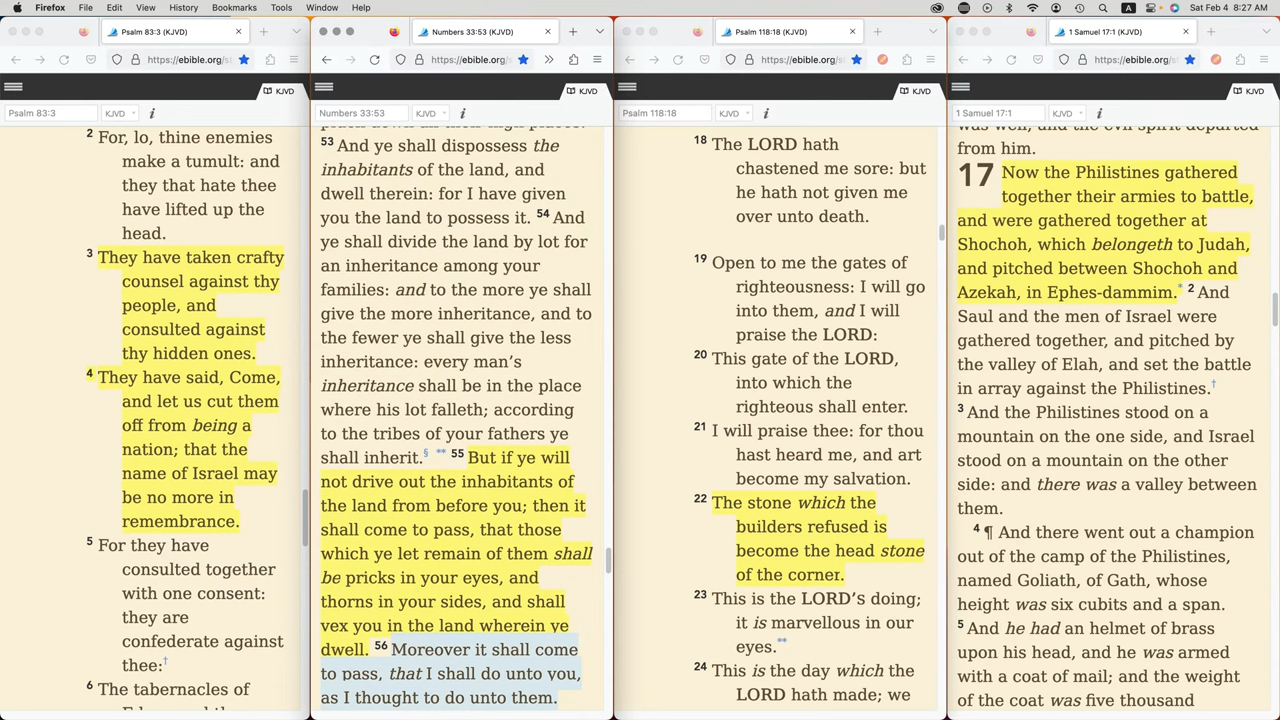 Firefox File Edit View History Bookmarks Tools Window Help
A
Sat Feb 4 8:27 AM
Psalm 83:3 (KJVD)
https://ebible.org/s
KJVD
Psalm 83:3
KJVD
i
2 For, lo, thine enemies
make a tumult: and
they that hate thee
have lifted up the
head.
3 They have taken crafty
counsel against thy
people, and
consulted against
thy hidden ones.
4 They have said, Come,
and let us cut them
off from being a
nation; that the
name of Israel may
be no more in
remembrance.
5 For they have
consulted together
with one consent:
they are
confederate against
thee:†
6 The tabernacles of
Numbers 33:53 (KJVD)
https://ebible.org/
KJVD
Numbers 33:53
KJVD
i
53 And ye shall dispossess the
inhabitants of the land, and
dwell therein: for I have given
you the land to possess it. 54 And
ye shall divide the land by lot for
an inheritance among your
families: and to the more ye shall
give the more inheritance, and to
the fewer ye shall give the less
inheritance: every man’s
inheritance shall be in the place
where his lot falleth; according
to the tribes of your fathers ye
shall inherit.§ ** 55 But if ye will
not drive out the inhabitants of
the land from before you; then it
shall come to pass, that those
which ye let remain of them shall
be pricks in your eyes, and
thorns in your sides, and shall
vex you in the land wherein ye
dwell. 56 Moreover it shall come
to pass, that I shall do unto you,
as I thought to do unto them.
Psalm 118:18 (KJVD)
https://ebible.org/s
KJVD
Psalm 118:18
KJVD
i
18 The LORD hath
chastened me sore: but
he hath not given me
over unto death.
19 Open to me the gates of
righteousness: I will go
into them, and I will
praise the LORD:
20 This gate of the LORD,
into which the
righteous shall enter.
21 I will praise thee: for thou
hast heard me, and art
become my salvation.
22 The stone which the
builders refused is
become the head stone
of the corner.
23 This is the LORD’s doing;
it is marvellous in our
eyes.**
24 This is the day which the
LORD hath made; we
1 Samuel 17:1 (KJVD)
https://ebible.org/s
KJVD
1 Samuel 17:1
KJVD
i
was well, and the evil spirit departed
from him.
17 Now the Philistines gathered
together their armies to battle,
and were gathered together at
Shochoh, which belongeth to Judah,
and pitched between Shochoh and
Azekah, in Ephes-dammim.* 2 And
Saul and the men of Israel were
gathered together, and pitched by
the valley of Elah, and set the battle
in array against the Philistines.†
3 And the Philistines stood on a
mountain on the one side, and Israel
stood on a mountain on the other
side: and there was a valley between
them.
4 ¶ And there went out a champion
out of the camp of the Philistines,
named Goliath, of Gath, whose
height was six cubits and a span.
5 And he had an helmet of brass
upon his head, and he was armed
with a coat of mail; and the weight
of the coat was five thousand